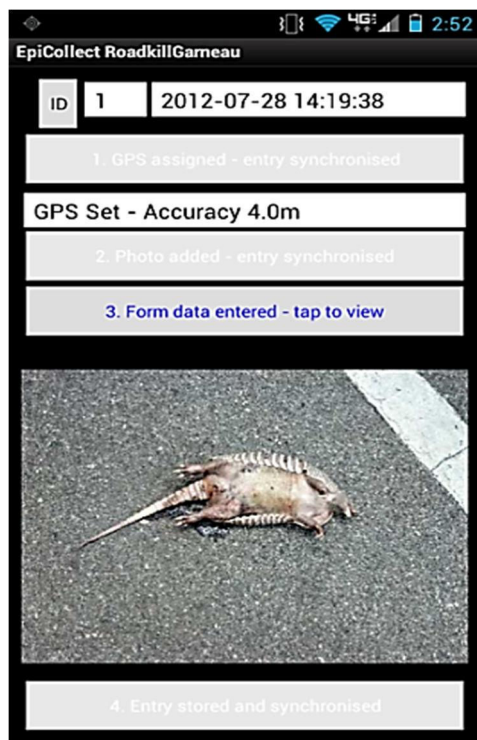 4G 2:52
EpiCollect RoadkillGarneau
ID 1 2012-07-28 14:19:38
1. GPS assigned - entry synchronised
GPS Set - Accuracy 4.0m
2. Photo added - entry synchronised
3. Form data entered - tap to view
4. Entry stored and synchronised